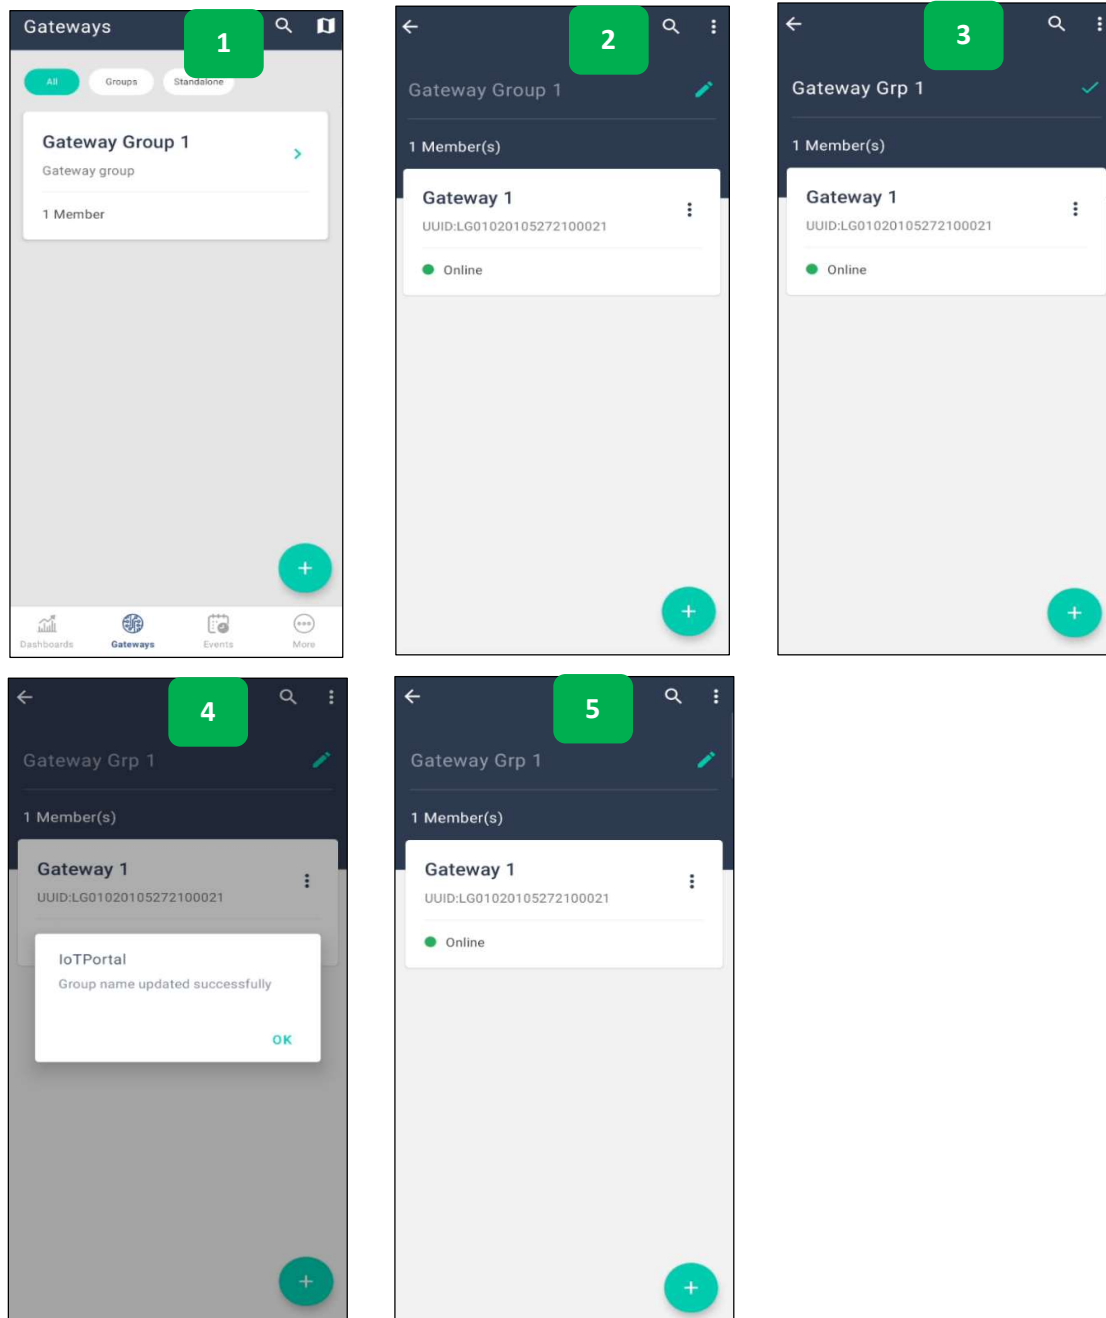 Gateways
1
All
Groups
Standalone
Gateway Group 1
Gateway group
1 Member
Dashboards
Gateways
Events
More
2
Gateway Group 1
1 Member(s)
Gateway 1
UUID:LG01020105272100021
Online
3
Gateway Grp 1
1 Member(s)
Gateway 1
UUID:LG01020105272100021
Online
4
Gateway Grp 1
1 Member(s)
Gateway 1
UUID:LG01020105272100021
IoTPortal
Group name updated successfully
OK
5
Gateway Grp 1
1 Member(s)
Gateway 1
UUID:LG01020105272100021
Online